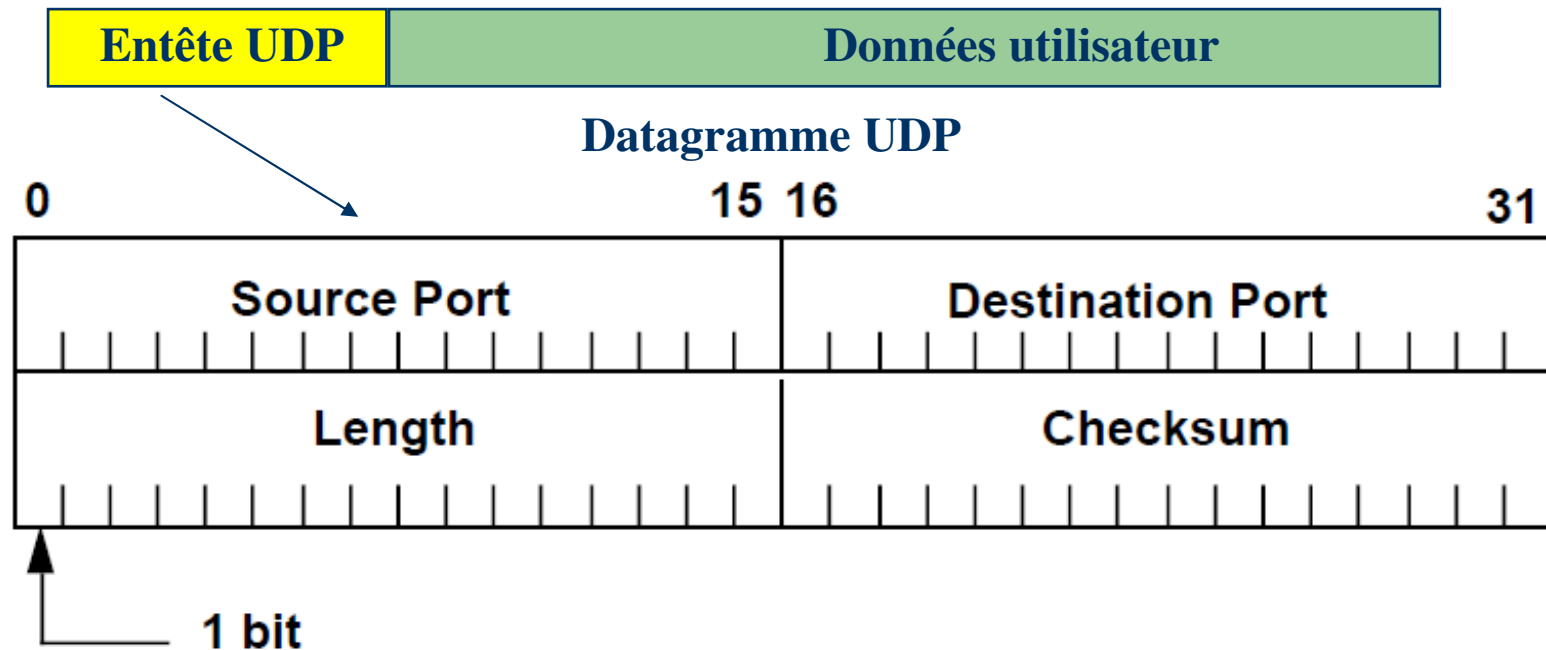 Entête UDP Données utilisateur
Datagramme UDP
0 15 16 31
Source Port Destination Port
Length Checksum
1 bit